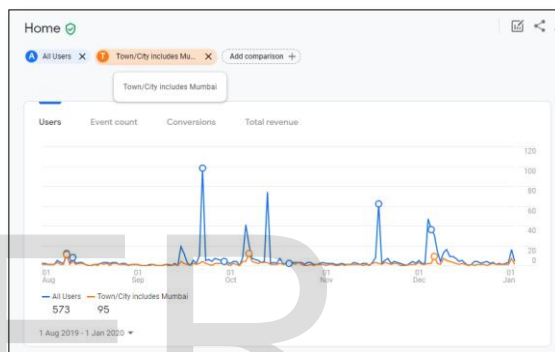 Home
A All Users X T Town/City includes Mu... X Add comparison +
Town/City includes Mumbai
Users Event count Conversions Total revenue
120
100
80
60
40
20
0
01 Aug 01 Sep 01 Oct 01 Nov 01 Dec 01 Jan
All Users Town/City includes Mumbai
573 95
1 Aug 2019 - 1 Jan 2020
ER